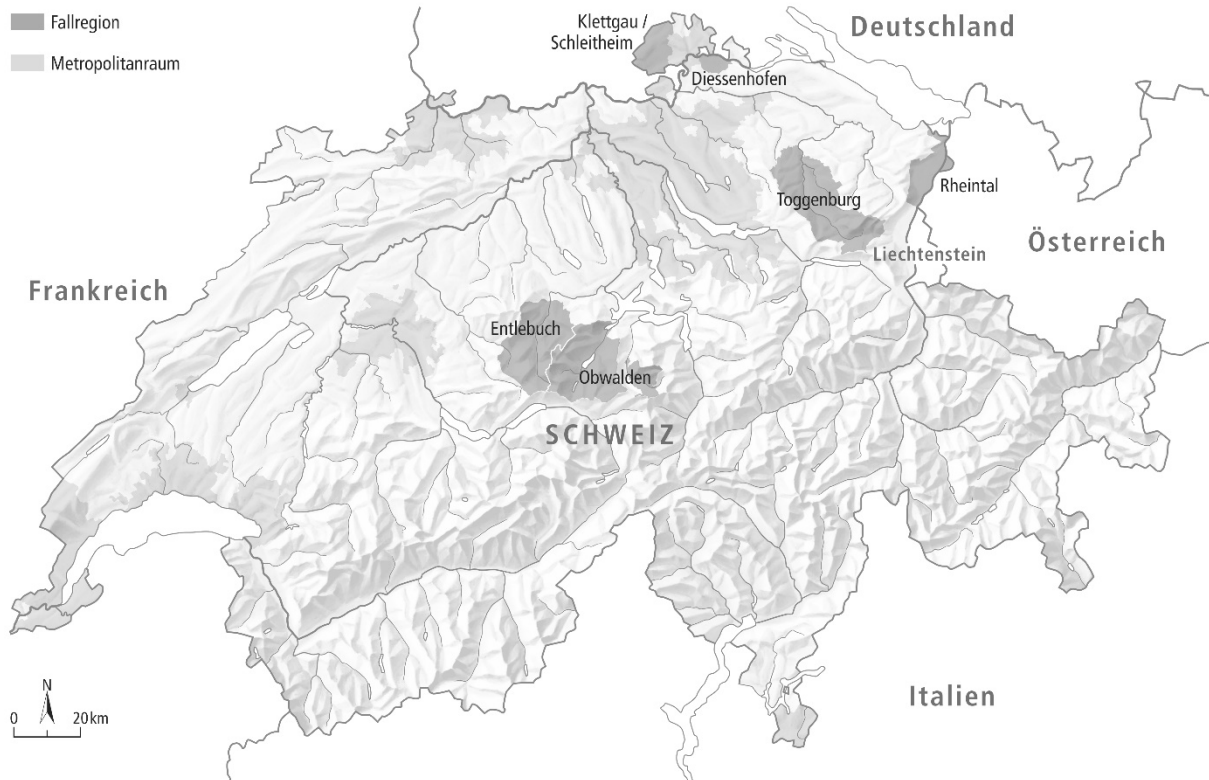 Fallregion
Metropolitanraum
Klettgau /
Schleitheim
Deutschland
Diessenhofen
Toggenburg
Rheintal
Liechtenstein
Österreich
Frankreich
Entlebuch
Obwalden
SCHWEIZ
Italien
N
0 20km